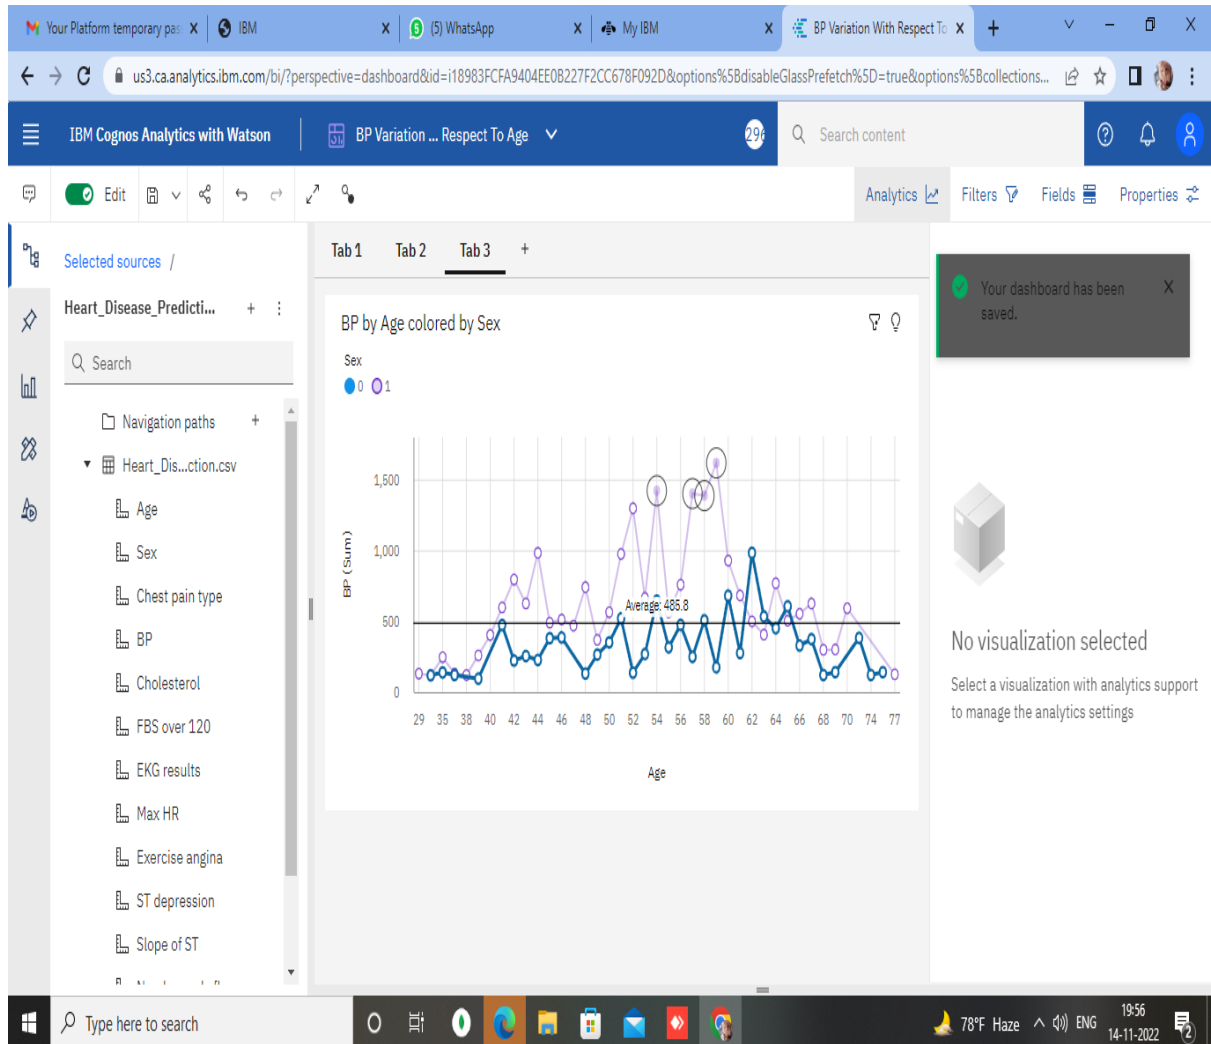 Your Platform temporary pas
IBM
(5) WhatsApp
My IBM
BP Variation With Respect To
us3.ca.analytics.ibm.com/bi/?perspective=dashboard&id=i18983FCFA9404EE0B227F2CC678F092D&options%5BdisableGlassPrefetch%5D=true&options%5Bcollections...
IBM Cognos Analytics with Watson
BP Variation ... Respect To Age
296
Search content
Edit
Analytics
Filters
Fields
Properties
Selected sources /
Tab 1 Tab 2 Tab 3 +
Your dashboard has been
saved.
Heart_Disease_Predicti...
Search
Navigation paths
Heart_Dis...ction.csv
Age
Sex
Chest pain type
BP
Cholesterol
FBS over 120
EKG results
Max HR
Exercise angina
ST depression
Slope of ST
BP by Age colored by Sex
Sex
0 1
BP (Sum)
1,500
1,000
500
0
Average: 485.8
29 35 38 40 42 44 46 48 50 52 54 56 58 60 62 64 66 68 70 74 77
Age
No visualization selected
Select a visualization with analytics support
to manage the analytics settings
Type here to search
78°F Haze
ENG
19:56
14-11-2022
2